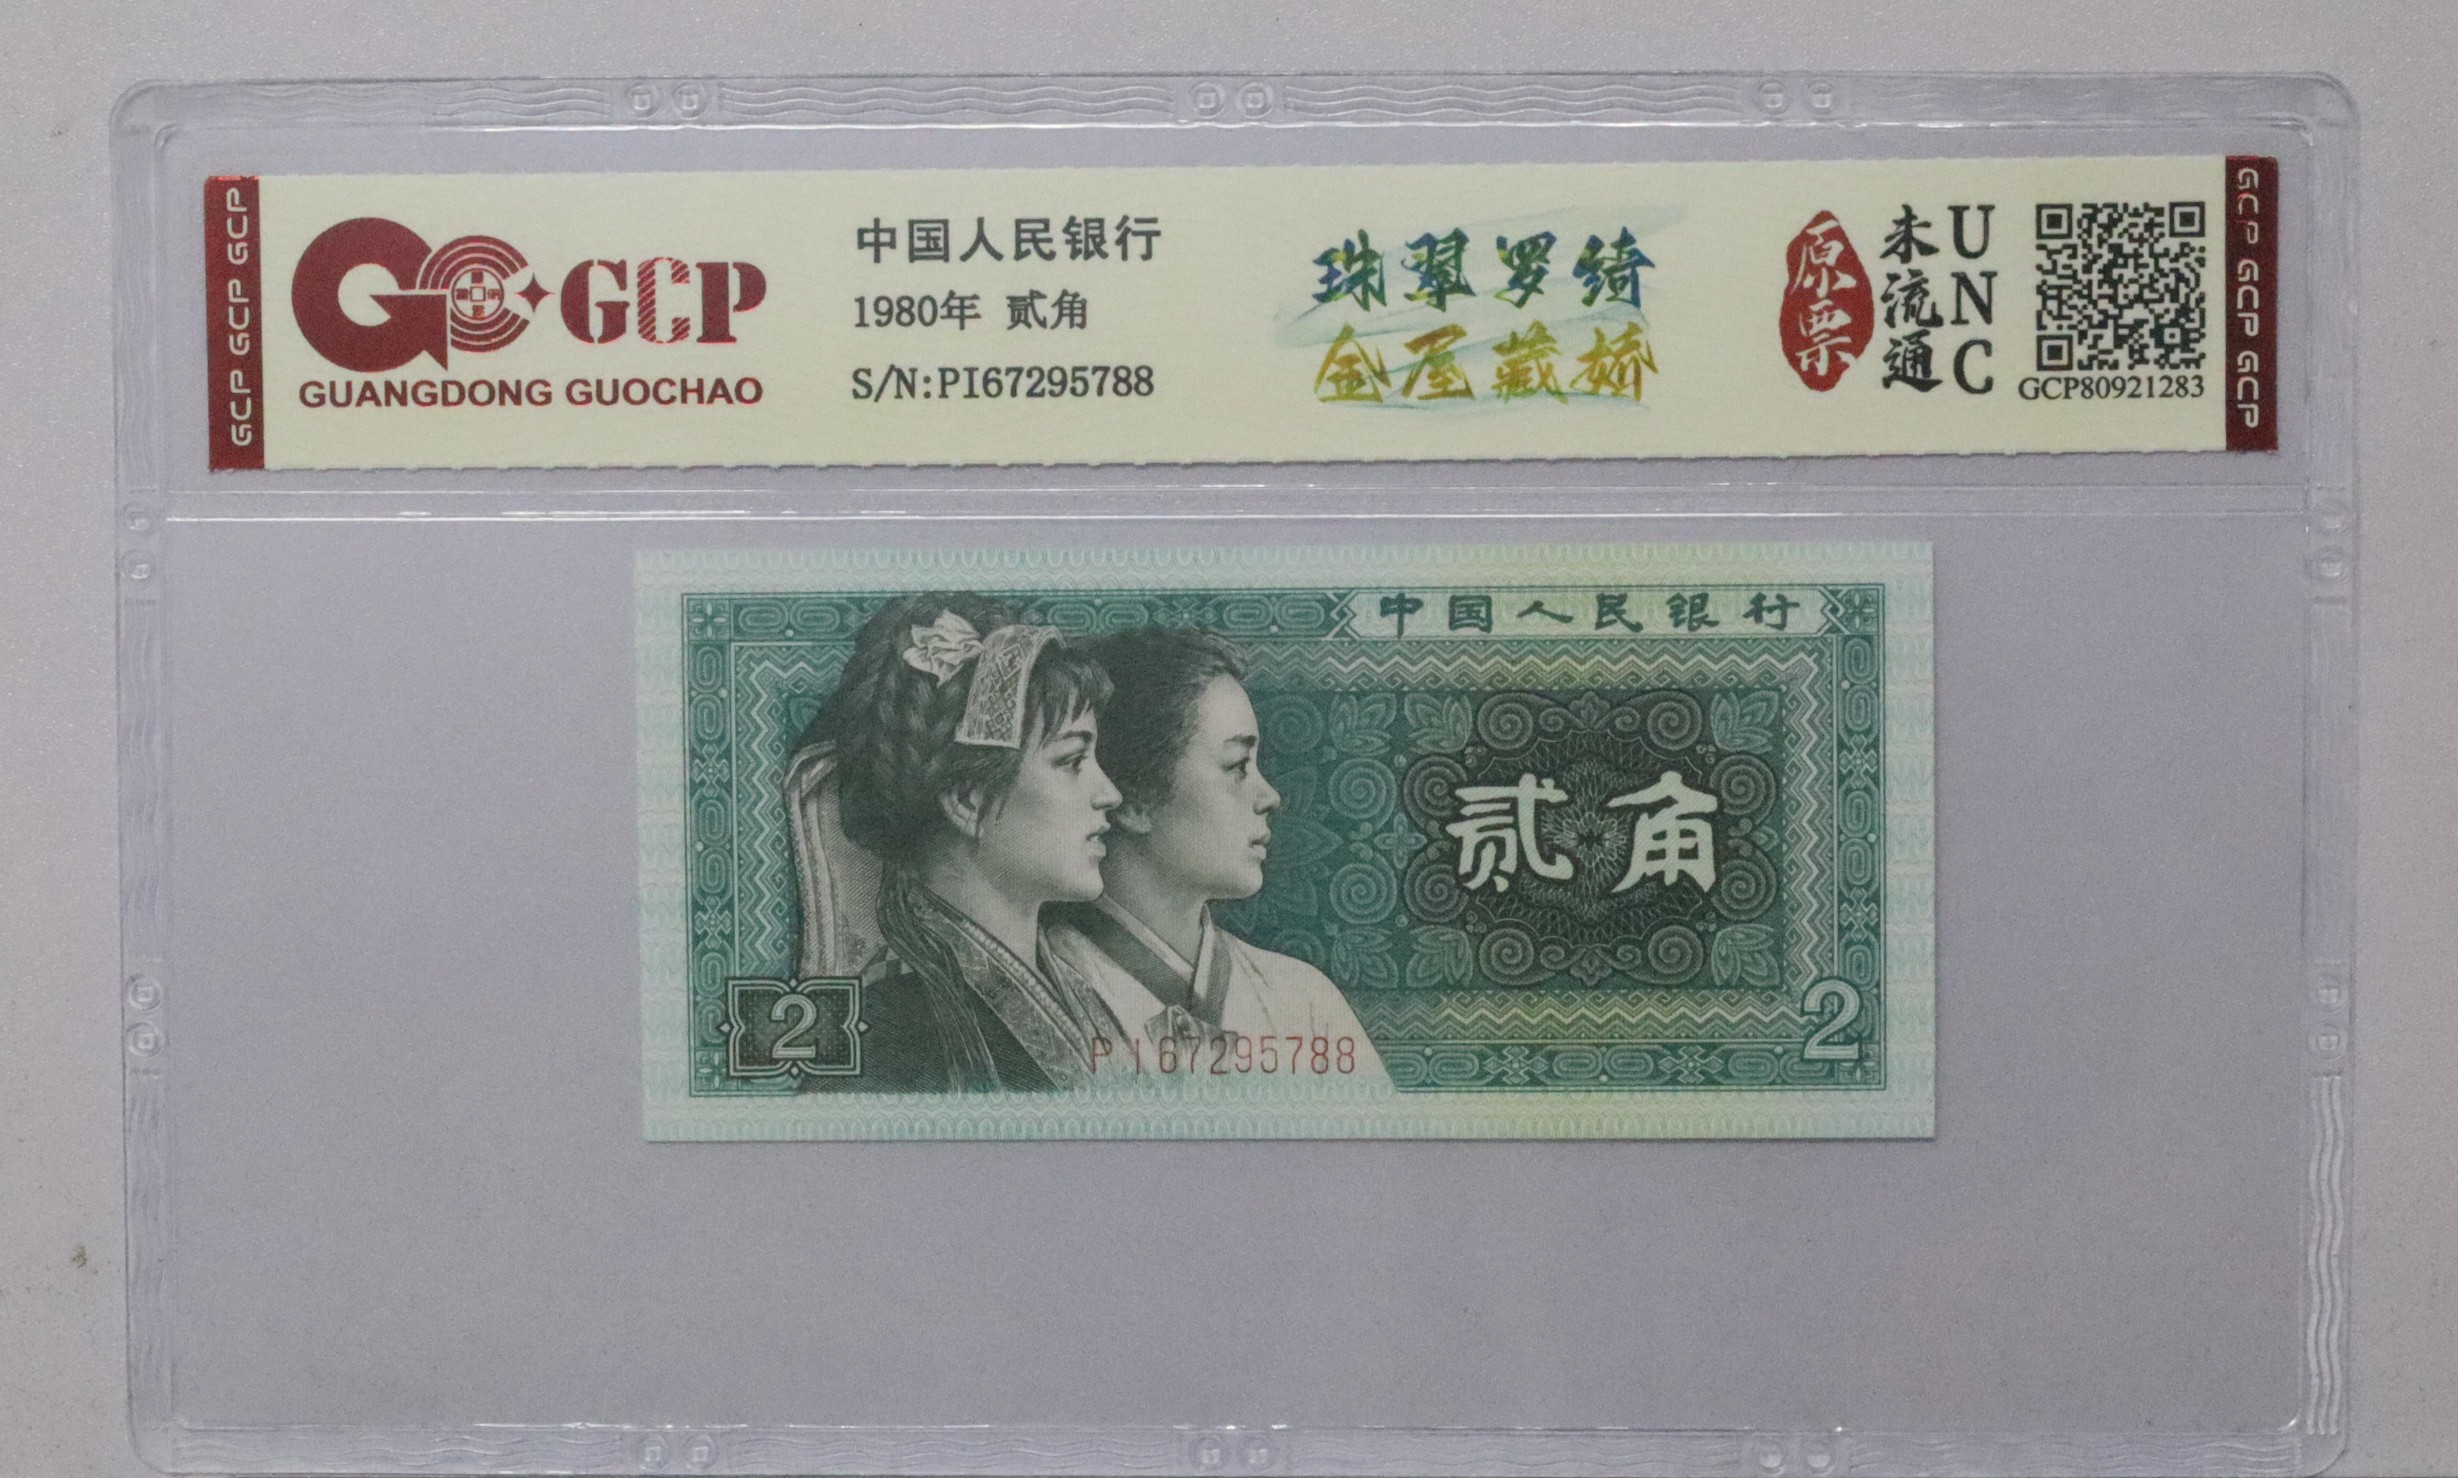 GCP GCP GCP
GCP
GUANGDONG GUOCHAO
中国人民银行
1980年 贰角
S/N:PI67295788
珠翠罗绮
金屋藏娇
原票
未流通
UNC
GCP80921283
GCP GCP GCP
中国人民银行
贰角
2
2
PI67295788